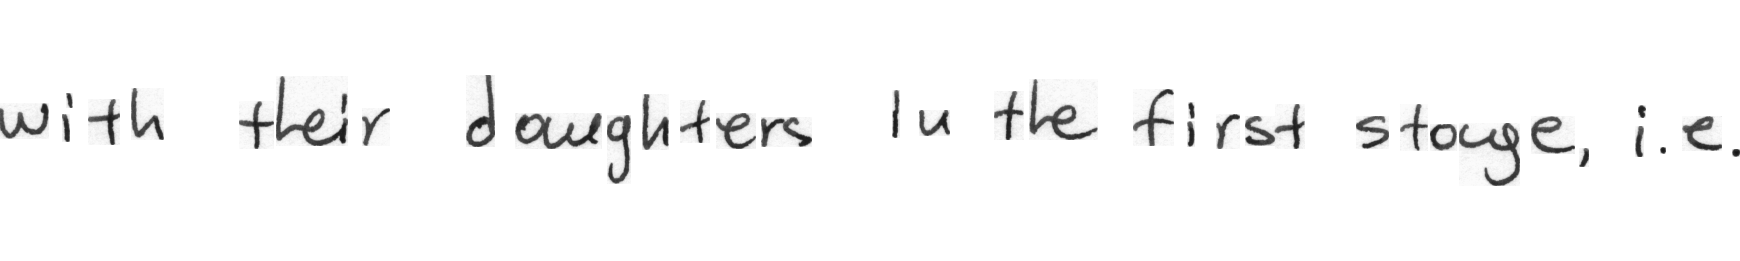 with their daughters In the first stage, i.e.